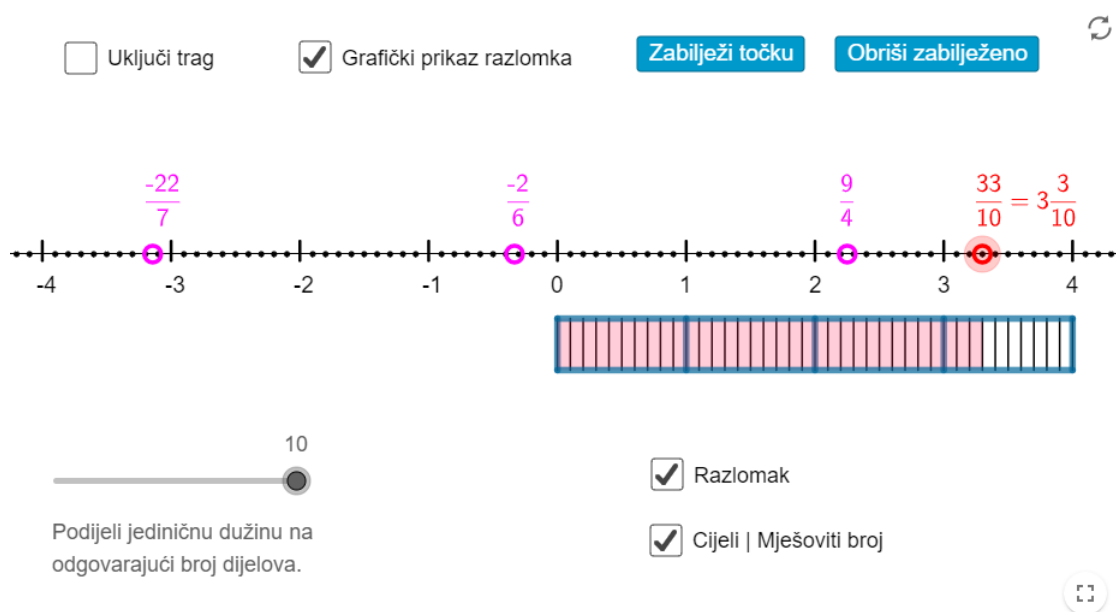 Uključi trag
Grafički prikaz razlomka
Zabilježi točku
Obriši zabilježeno
-22/7
-2/6
9/4
33/10 = 3 3/10
-4 -3 -2 -1 0 1 2 3 4
10
Podijeli jediničnu dužinu na
odgovarajući broj dijelova.
Razlomak
Cijeli | Mješoviti broj